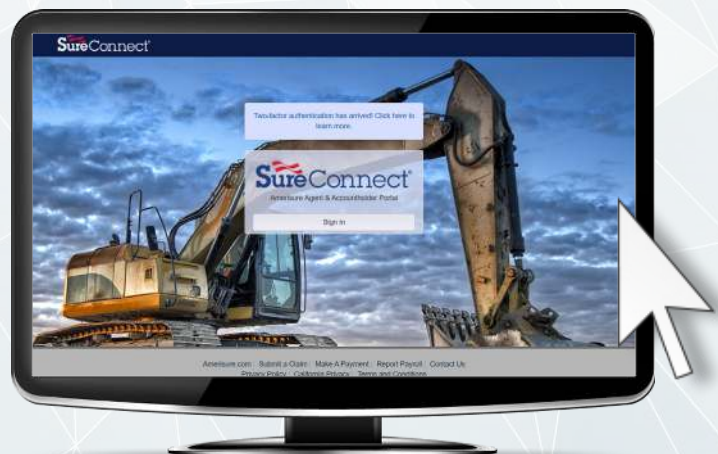 SureConnect
Two-factor authentication has arrived! Click here to
learn more.
SureConnect
Amerisure Agent & Accountholder Portal
Sign In
Amerisure.com Submit a Claim Make A Payment Report Payroll Contact Us
Privacy Policy California Privacy Terms and Conditions